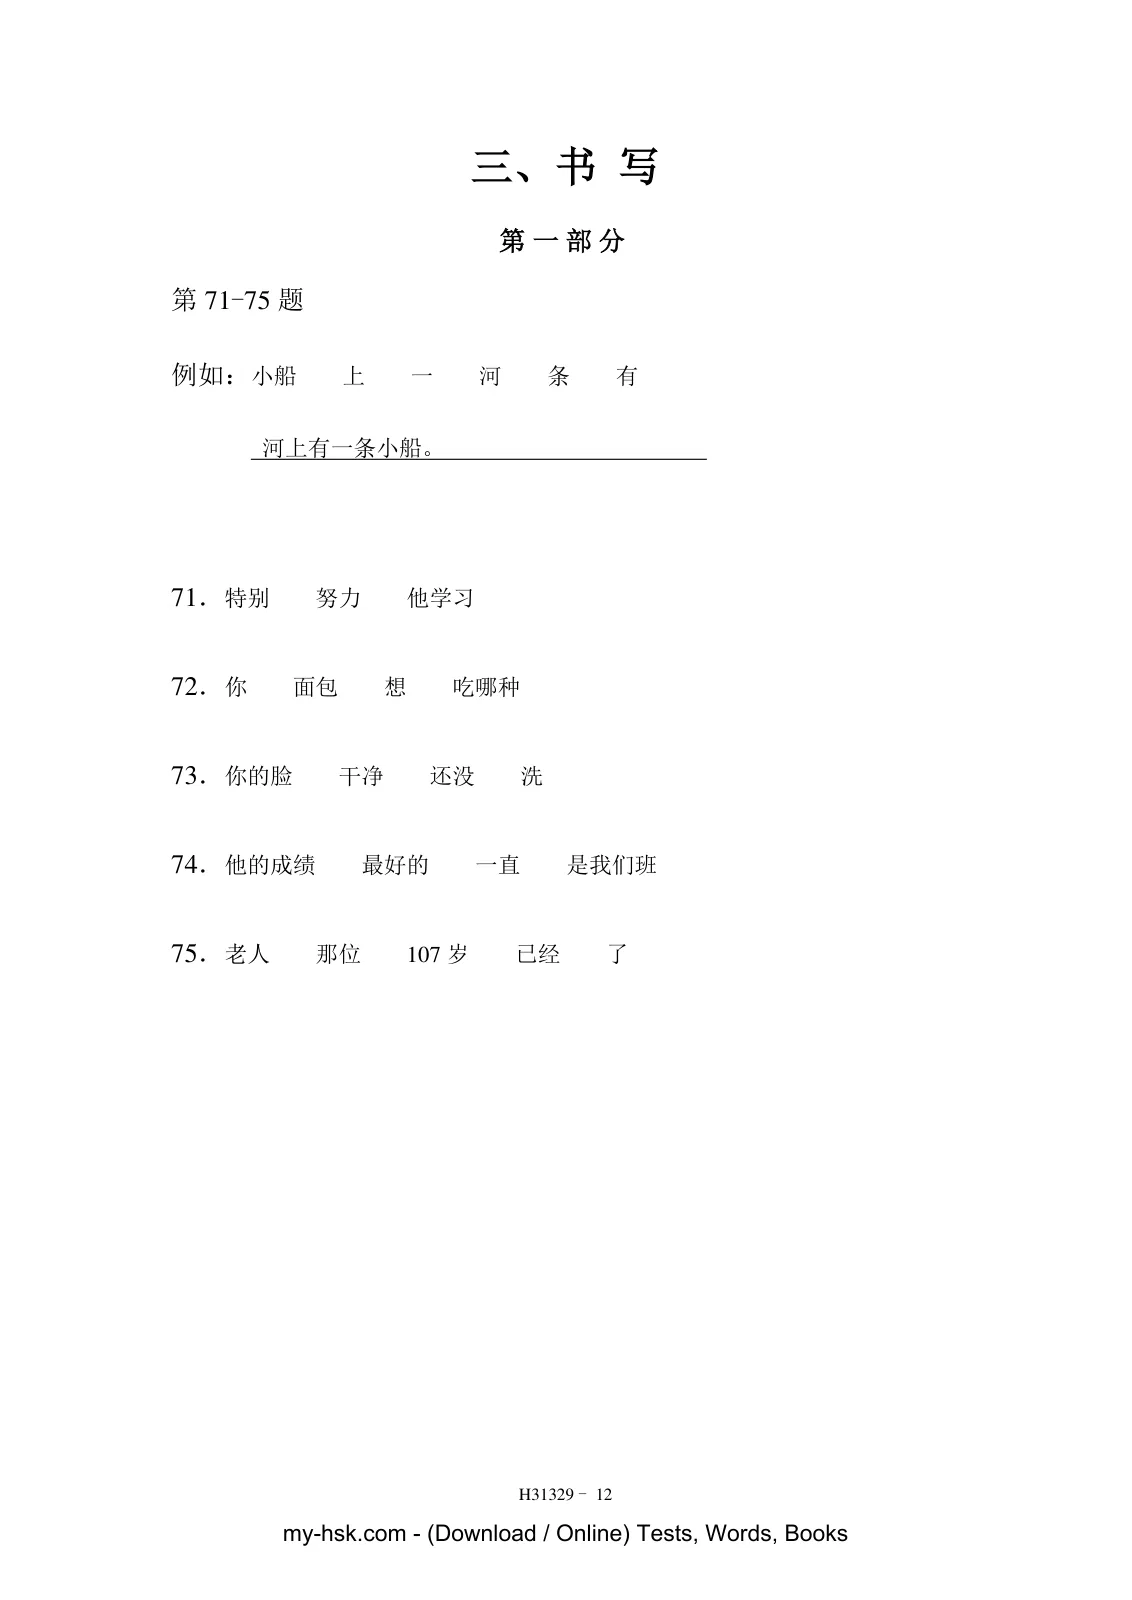 三、书 写
第 一 部 分
第 71-75 题
例如：小船 上 一 河 条 有
河上有一条小船。
71．特别 努力 他学习
72．你 面包 想 吃哪种
73．你的脸 干净 还没 洗
74．他的成绩 最好的 一直 是我们班
75．老人 那位 107 岁 已经 了
H31329－ 12
my-hsk.com - (Download / Online) Tests, Words, Books